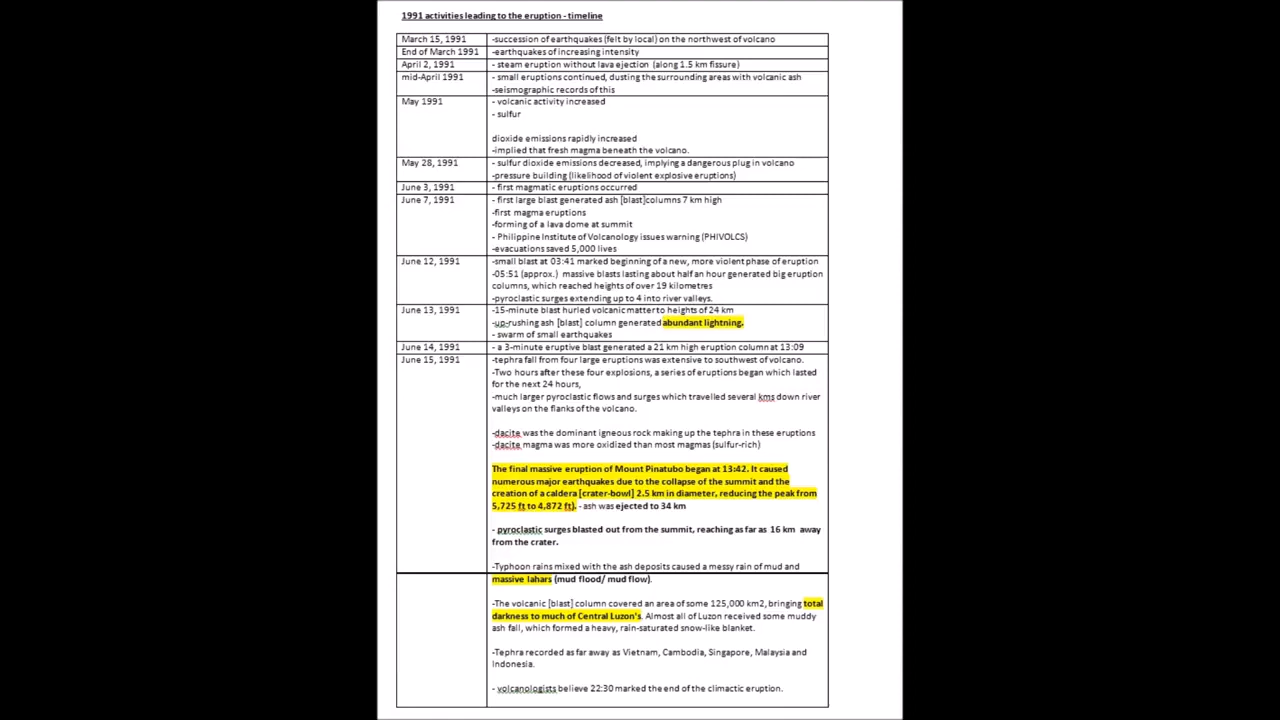 1991 activities leading to the eruption - timeline
March 15, 1991 -succession of earthquakes (felt by local) on the northwest of volcano
End of March 1991 -earthquakes of increasing intensity
April 2, 1991 - steam eruption without lava ejection (along 1.5 km fissure)
mid-April 1991 - small eruptions continued, dusting the surrounding areas with volcanic ash
-seismographic records of this
May 1991 - volcanic activity increased
- sulfur
dioxide emissions rapidly increased
-implied that fresh magma beneath the volcano.
May 28, 1991 - sulfur dioxide emissions decreased, implying a dangerous plug in volcano
-pressure building (likelihood of violent explosive eruptions)
June 3, 1991 - first magmatic eruptions occurred
June 7, 1991 - first large blast generated ash [blast]columns 7 km high
-first magma eruptions
-forming of a lava dome at summit
- Philippine Institute of Volcanology issues warning (PHIVOLCS)
-evacuations saved 5,000 lives
June 12, 1991 -small blast at 03:41 marked beginning of a new, more violent phase of eruption
-05:51 (approx.) massive blasts lasting about half an hour generated big eruption
columns, which reached heights of over 19 kilometres
-pyroclastic surges extending up to 4 into river valleys.
June 13, 1991 -15-minute blast hurled volcanic matter to heights of 24 km
-up-rushing ash [blast] column generated abundant lightning.
- swarm of small earthquakes
June 14, 1991 - a 3-minute eruptive blast generated a 21 km high eruption column at 13:09
June 15, 1991 -tephra fall from four large eruptions was extensive to southwest of volcano.
-Two hours after these four explosions, a series of eruptions began which lasted
for the next 24 hours,
-much larger pyroclastic flows and surges which travelled several kms down river
valleys on the flanks of the volcano.
-dacite was the dominant igneous rock making up the tephra in these eruptions
-dacite magma was more oxidized than most magmas (sulfur-rich)
The final massive eruption of Mount Pinatubo began at 13:42. It caused
numerous major earthquakes due to the collapse of the summit and the
creation of a caldera [crater-bowl] 2.5 km in diameter, reducing the peak from
5,725 ft to 4,872 ft). - ash was ejected to 34 km
- pyroclastic surges blasted out from the summit, reaching as far as 16 km away
from the crater.
-Typhoon rains mixed with the ash deposits caused a messy rain of mud and
massive lahars (mud flood/ mud flow).
-The volcanic [blast] column covered an area of some 125,000 km2, bringing total
darkness to much of Central Luzon's. Almost all of Luzon received some muddy
ash fall, which formed a heavy, rain-saturated snow-like blanket.
-Tephra recorded as far away as Vietnam, Cambodia, Singapore, Malaysia and
Indonesia.
- volcanologists believe 22:30 marked the end of the climactic eruption.